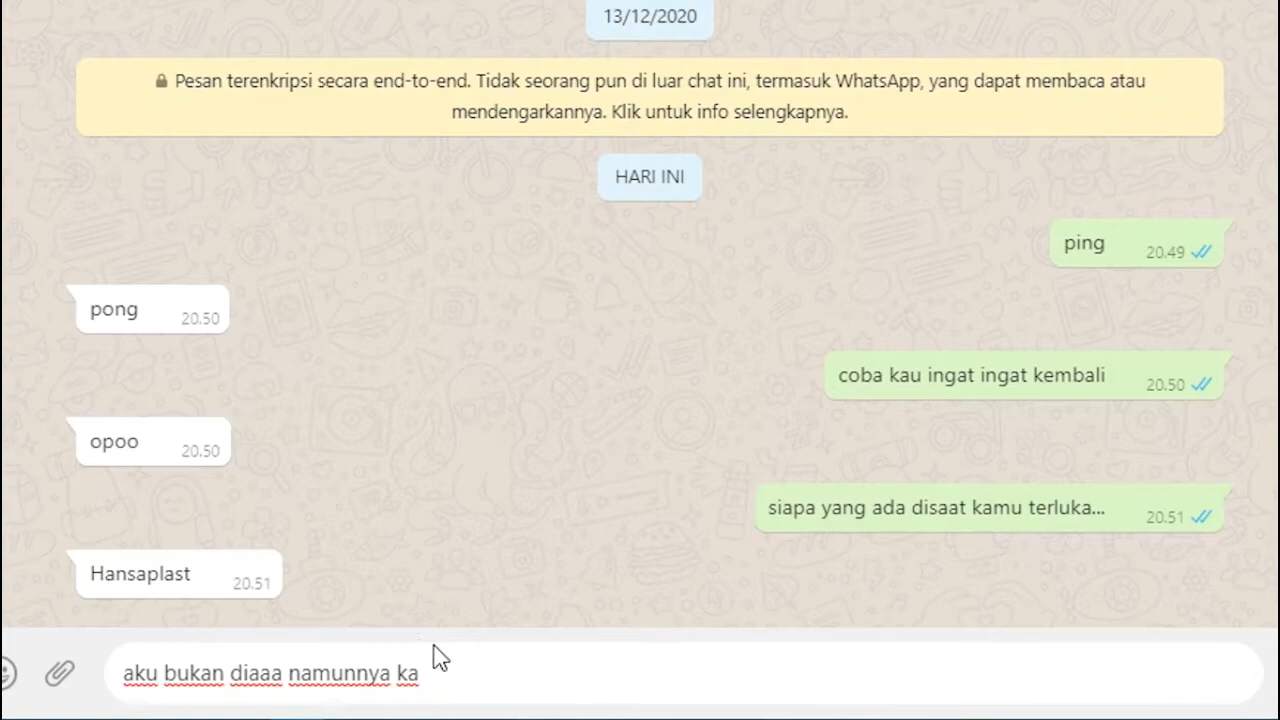 13/12/2020
Pesan terenkripsi secara end-to-end. Tidak seorang pun di luar chat ini, termasuk WhatsApp, yang dapat membaca atau
mendengarkannya. Klik untuk info selengkapnya.
HARI INI
ping 20.49
pong 20.50
coba kau ingat ingat kembali 20.50
opoo 20.50
siapa yang ada disaat kamu terluka... 20.51
Hansaplast 20.51
aku bukan diaaa namunnya ka